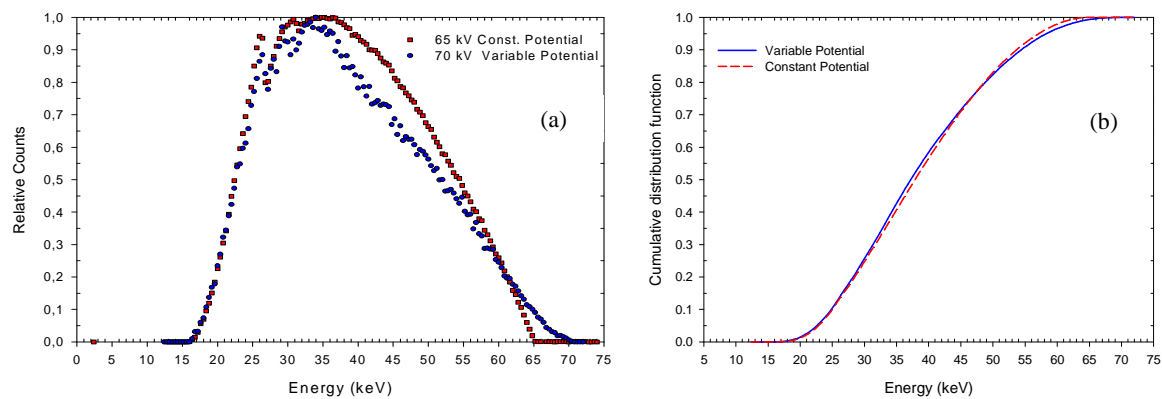 1,0
0,9
0,8
0,7
0,6
0,5
0,4
0,3
0,2
0,1
0,0
Relative Counts
65 kV Const. Potential
70 kV Variable Potential
(a)
0 5 10 15 20 25 30 35 40 45 50 55 60 65 70 75
Energy (keV)
1,0
0,9
0,8
0,7
0,6
0,5
0,4
0,3
0,2
0,1
0,0
Cumulative distribution function
Variable Potential
Constant Potential
(b)
5 10 15 20 25 30 35 40 45 50 55 60 65 70 75
Energy (keV)